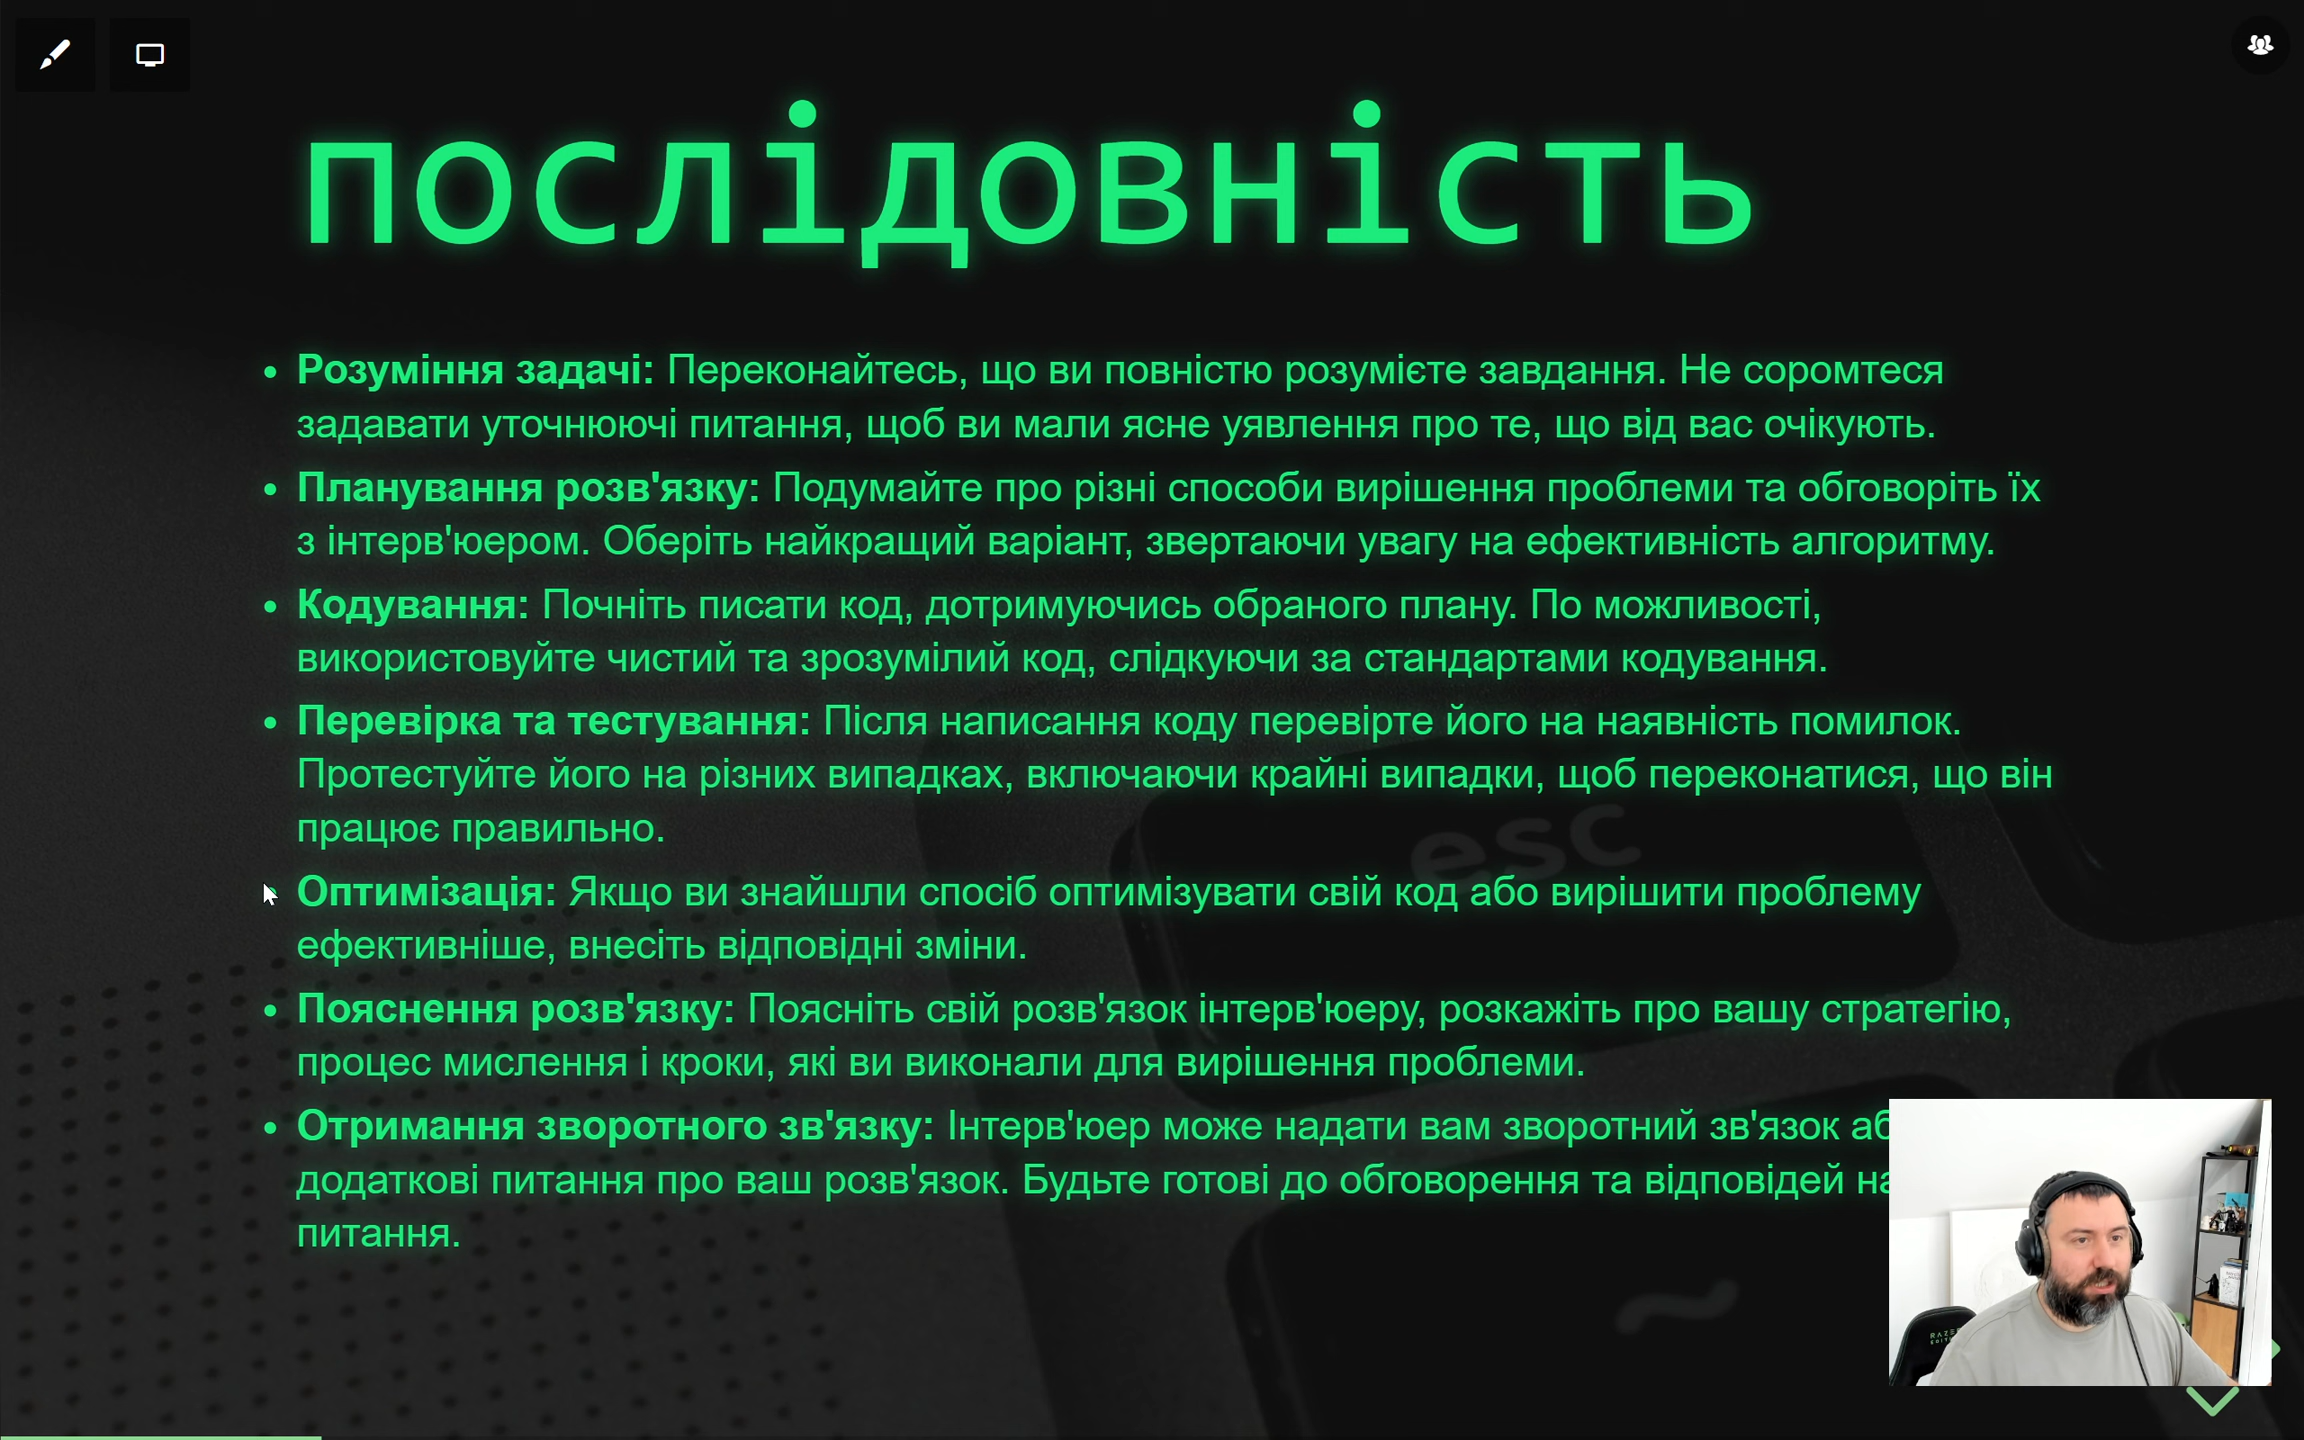 послідовність
Розуміння задачі: Переконайтесь, що ви повністю розумієте завдання. Не соромтеся
задавати уточнюючі питання, щоб ви мали ясне уявлення про те, що від вас очікують.
Планування розв'язку: Подумайте про різні способи вирішення проблеми та обговоріть їх
з інтерв'юером. Оберіть найкращий варіант, звертаючи увагу на ефективність алгоритму.
Кодування: Почніть писати код, дотримуючись обраного плану. По можливості,
використовуйте чистий та зрозумілий код, слідкуючи за стандартами кодування.
Перевірка та тестування: Після написання коду перевірте його на наявність помилок.
Протестуйте його на різних випадках, включаючи крайні випадки, щоб переконатися, що він
працює правильно.
esc
Оптимізація: Якщо ви знайшли спосіб оптимізувати свій код або вирішити проблему
ефективніше, внесіть відповідні зміни.
Пояснення розв'язку: Поясніть свій розв'язок інтерв'юеру, розкажіть про вашу стратегію,
процес мислення і кроки, які ви виконали для вирішення проблеми.
Отримання зворотного зв'язку: Інтерв'юер може надати вам зворотний зв'язок
додаткові питання про ваш розв'язок. Будьте готові до обговорення та відповідей на
питання.
~